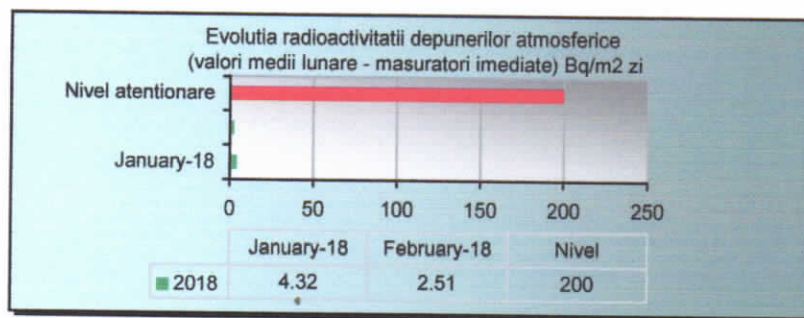 Evolutia radioactivitatii depunerilor atmosferice
(valori medii lunare - masuratori imediate) Bq/m2 zi
Nivel atentionare
January-18
0 50 100 150 200 250
January-18 February-18 Nivel
2018 4.32 2.51 200